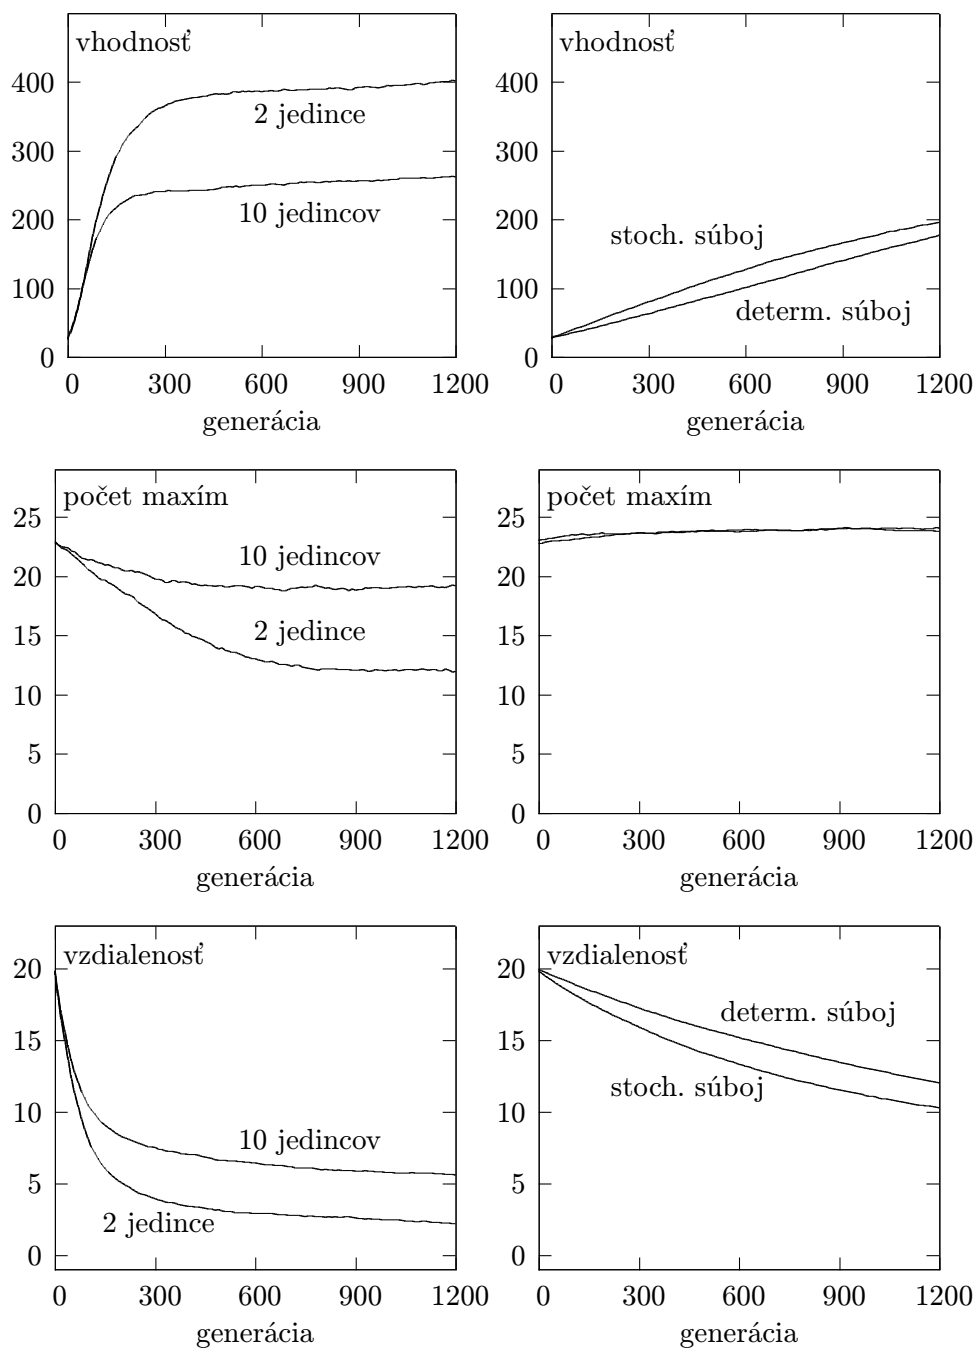 vhodnosť
400
300
200
100
0
2 jedince
10 jedincov
0 300 600 900 1200
generácia
vhodnosť
400
300
200
100
0
stoch. súboj
determ. súboj
0 300 600 900 1200
generácia
počet maxím
25
20
15
10
5
0
10 jedincov
2 jedince
0 300 600 900 1200
generácia
počet maxím
25
20
15
10
5
0
0 300 600 900 1200
generácia
vzdialenosť
20
15
10
5
0
10 jedincov
2 jedince
0 300 600 900 1200
generácia
vzdialenosť
20
15
10
5
0
determ. súboj
stoch. súboj
0 300 600 900 1200
generácia